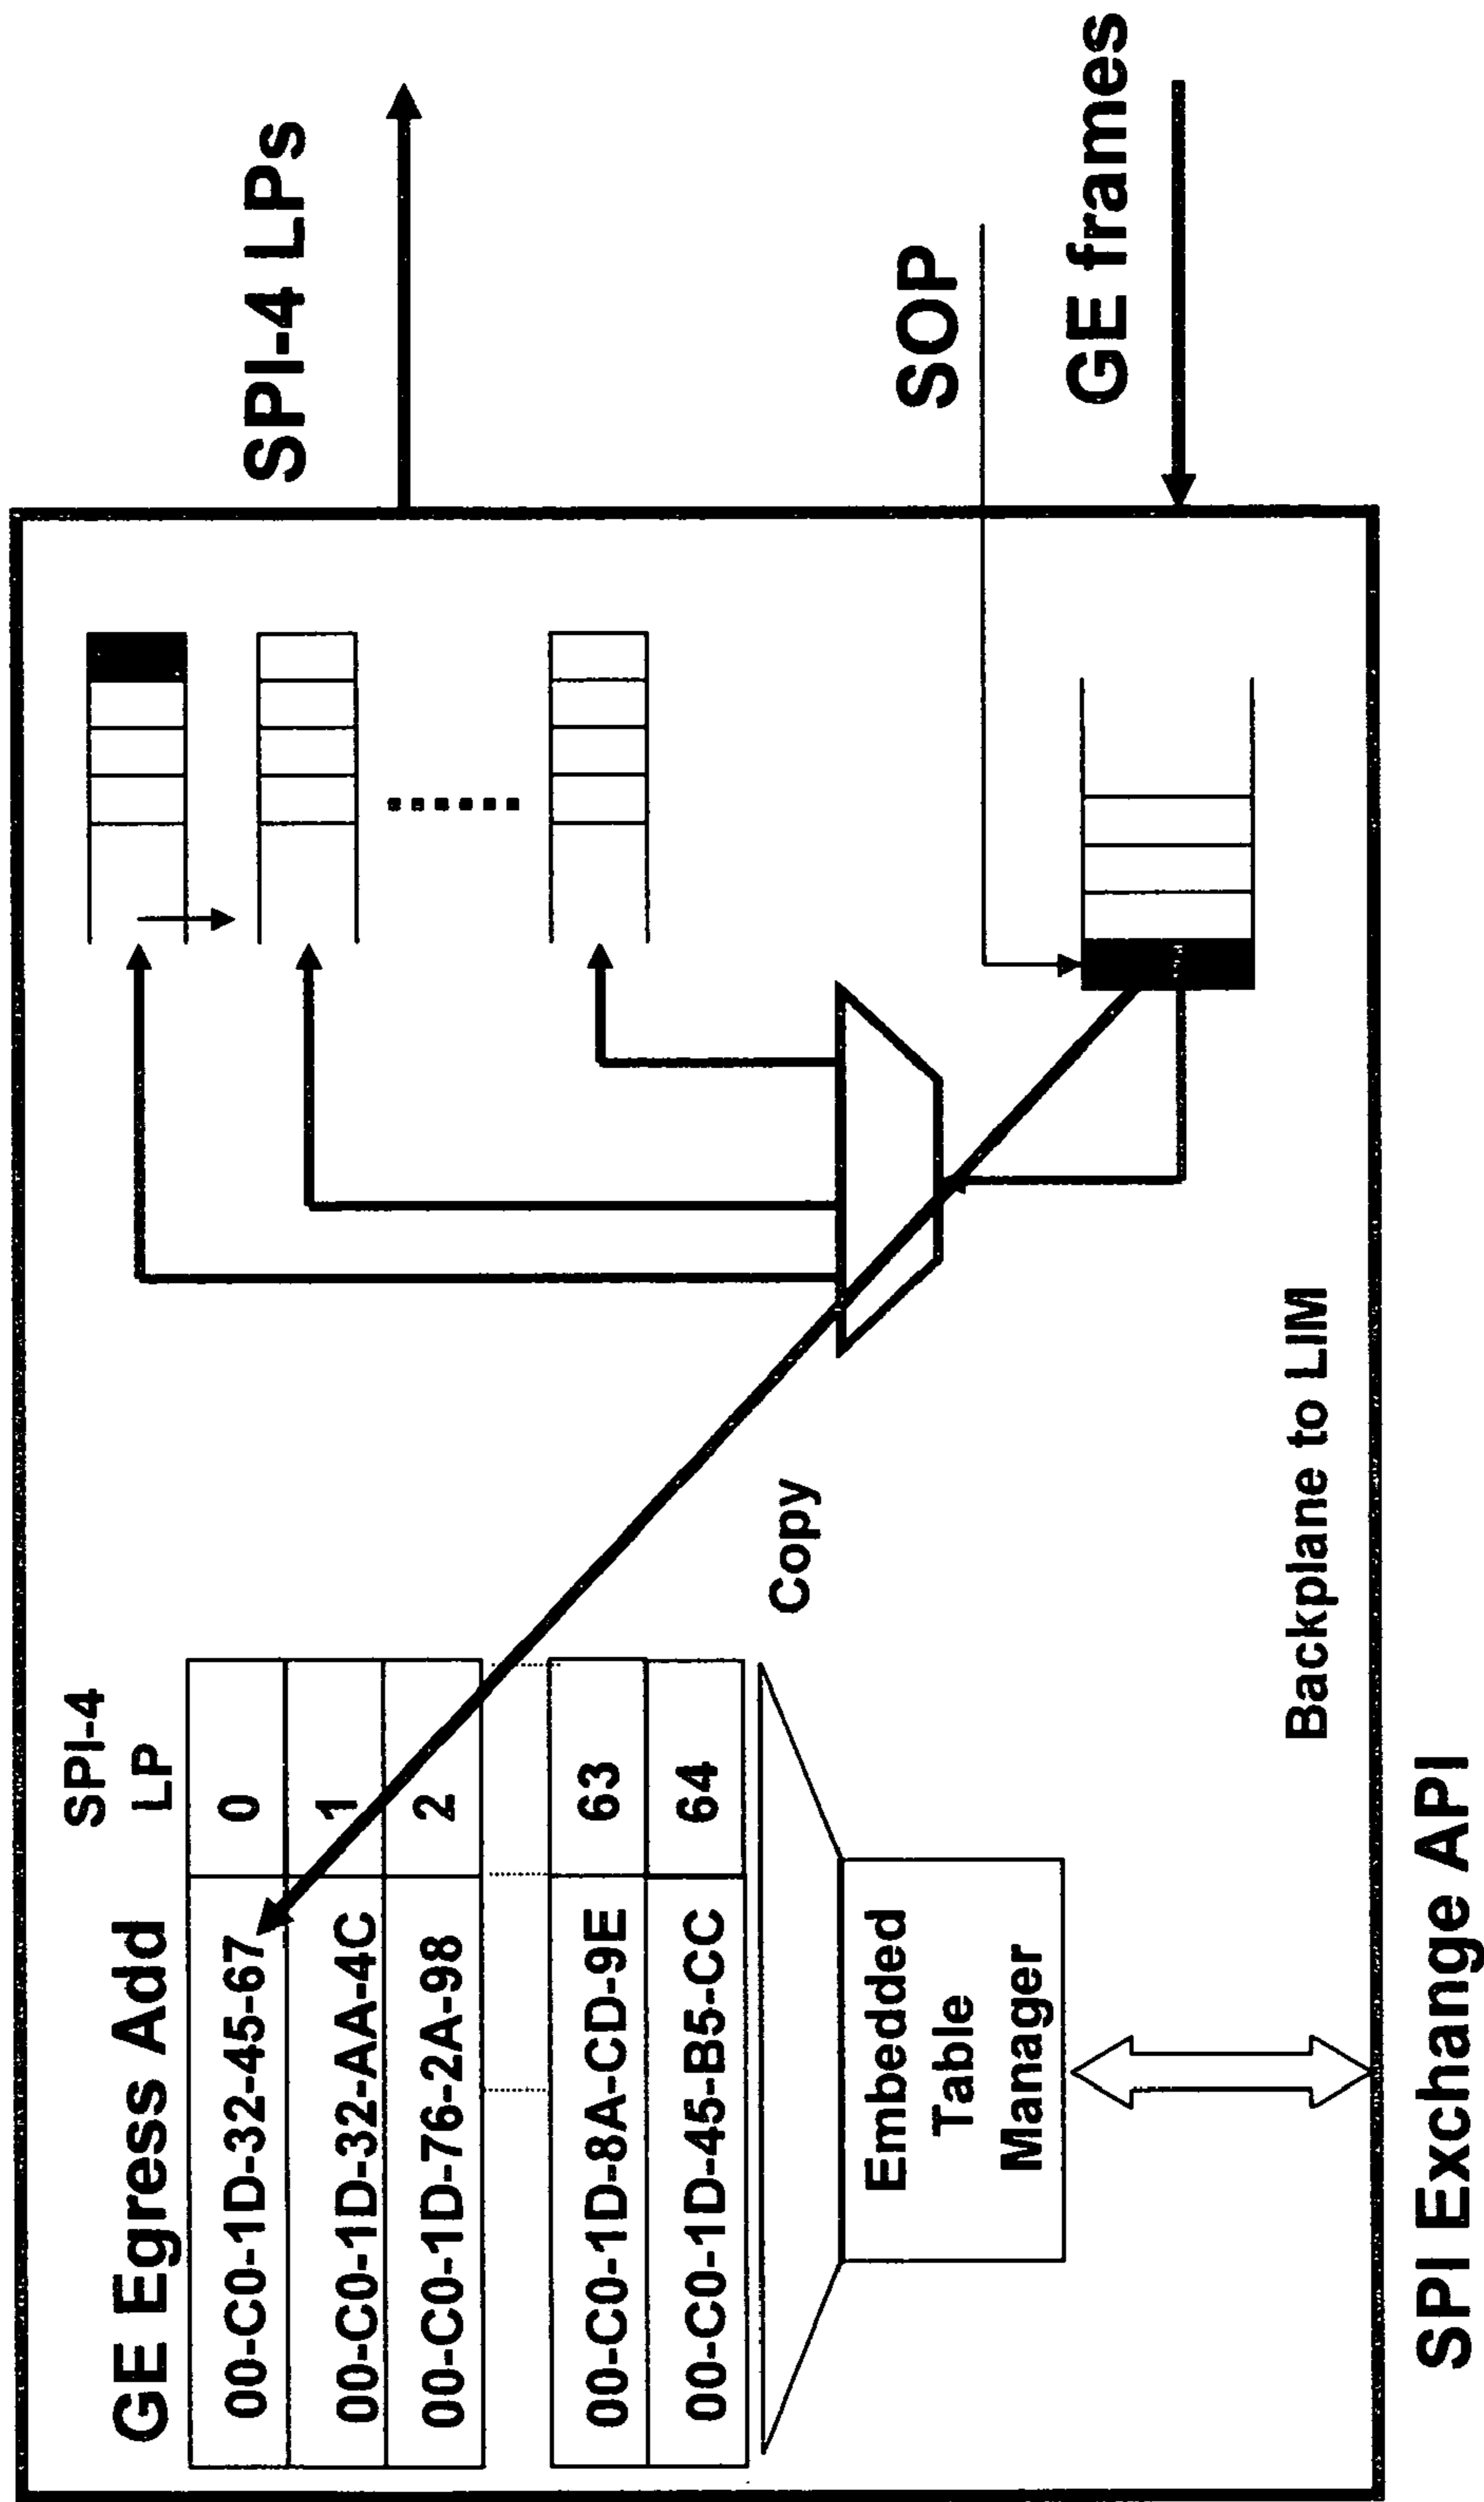 GE Egress Add
SPI-4
LP
00-C0-1D-32-45-67
0
00-C0-1D-32-AA-4C
1
00-C0-1D-76-2A-98
2
00-C0-1D-8A-CD-9E
63
00-C0-1D-45-B5-CC
64
Embedded
Table
Manager
Copy
Backplane to LIM
SPI-4 LPs
SOP
GE frames
SPI Exchange API